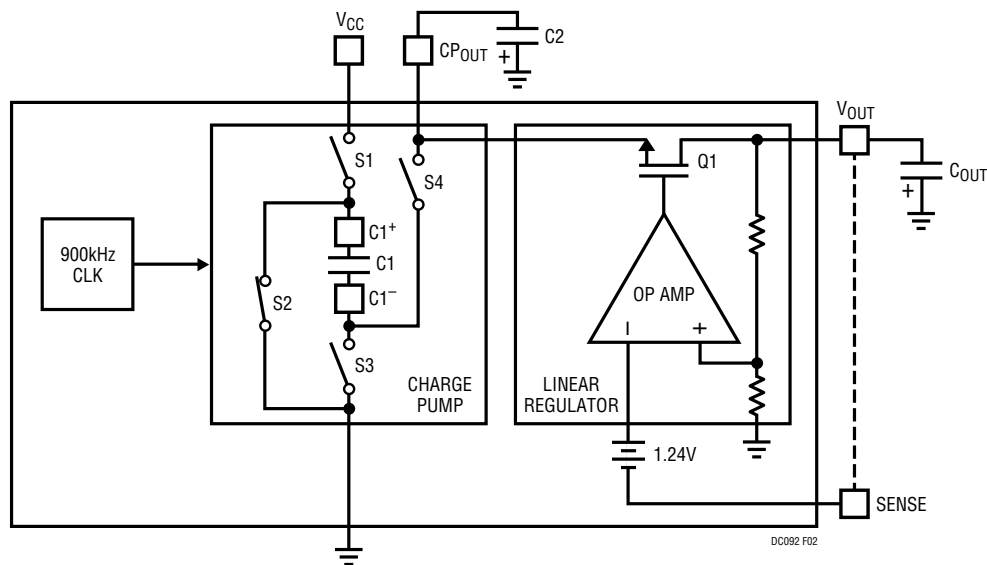 VCC
CPOUT
C2
+
VOUT
S1
S4
Q1
COUT
+
900kHz
CLK
C1+
C1
C1–
S2
OP AMP
– +
S3
CHARGE
PUMP
LINEAR
REGULATOR
1.24V
SENSE
DC092 F02